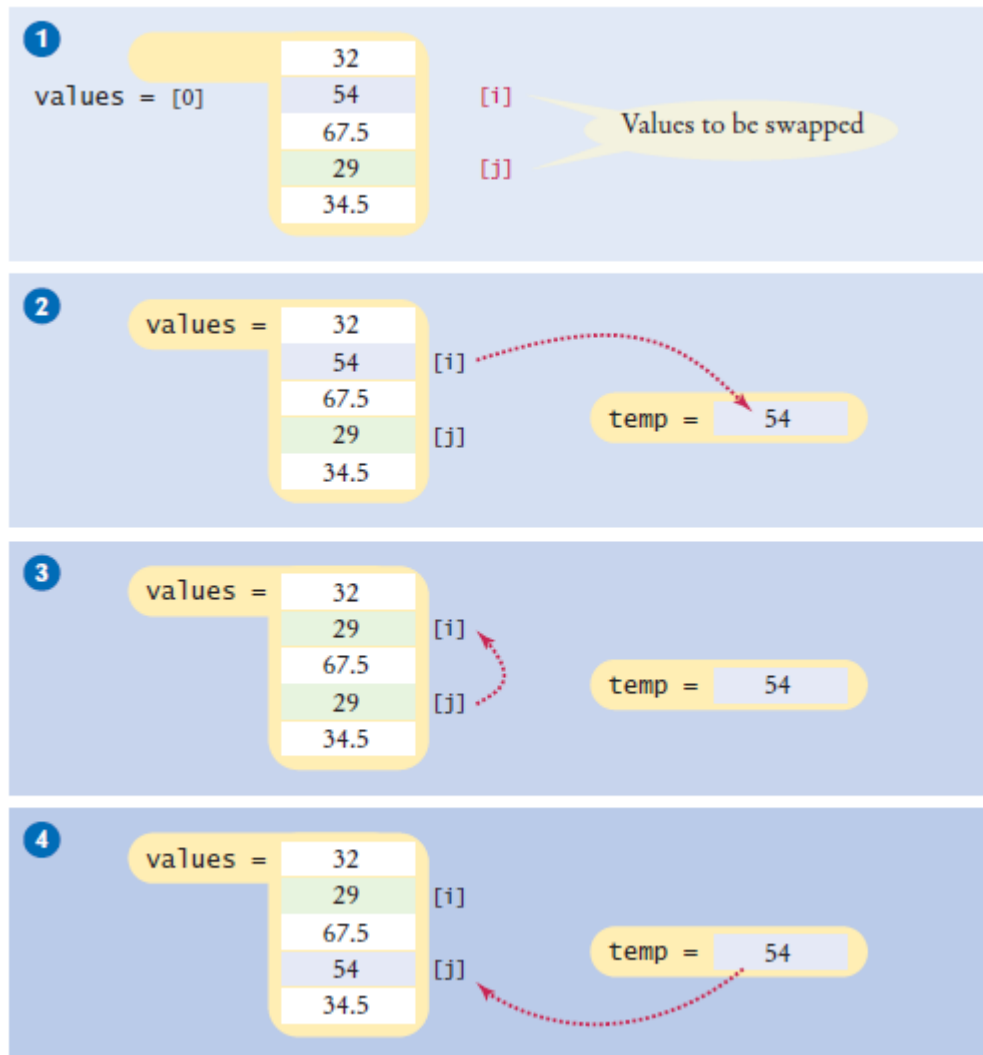 1
32
values = [0] 54 [i]
Values to be swapped
67.5
29 [j]
34.5
2
values = 32
54 [i]
67.5
temp = 54
29 [j]
34.5
3
values = 32
29 [i]
67.5
temp = 54
29 [j]
34.5
4
values = 32
29 [i]
67.5
temp = 54
54 [j]
34.5